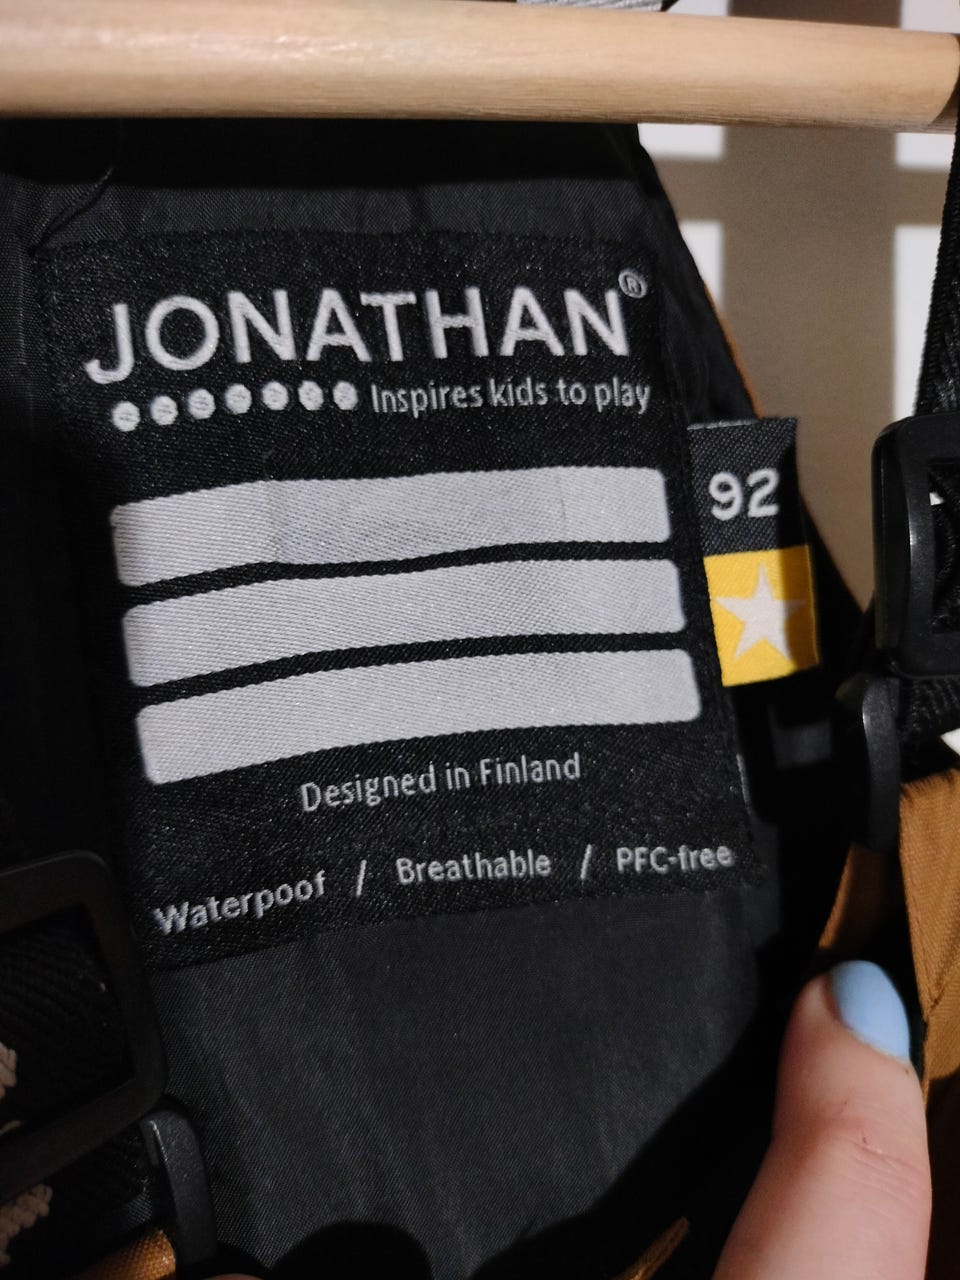 JONATHAN®
Inspires kids to play
92
Designed in Finland
Waterpoof / Breathable / PFC-free